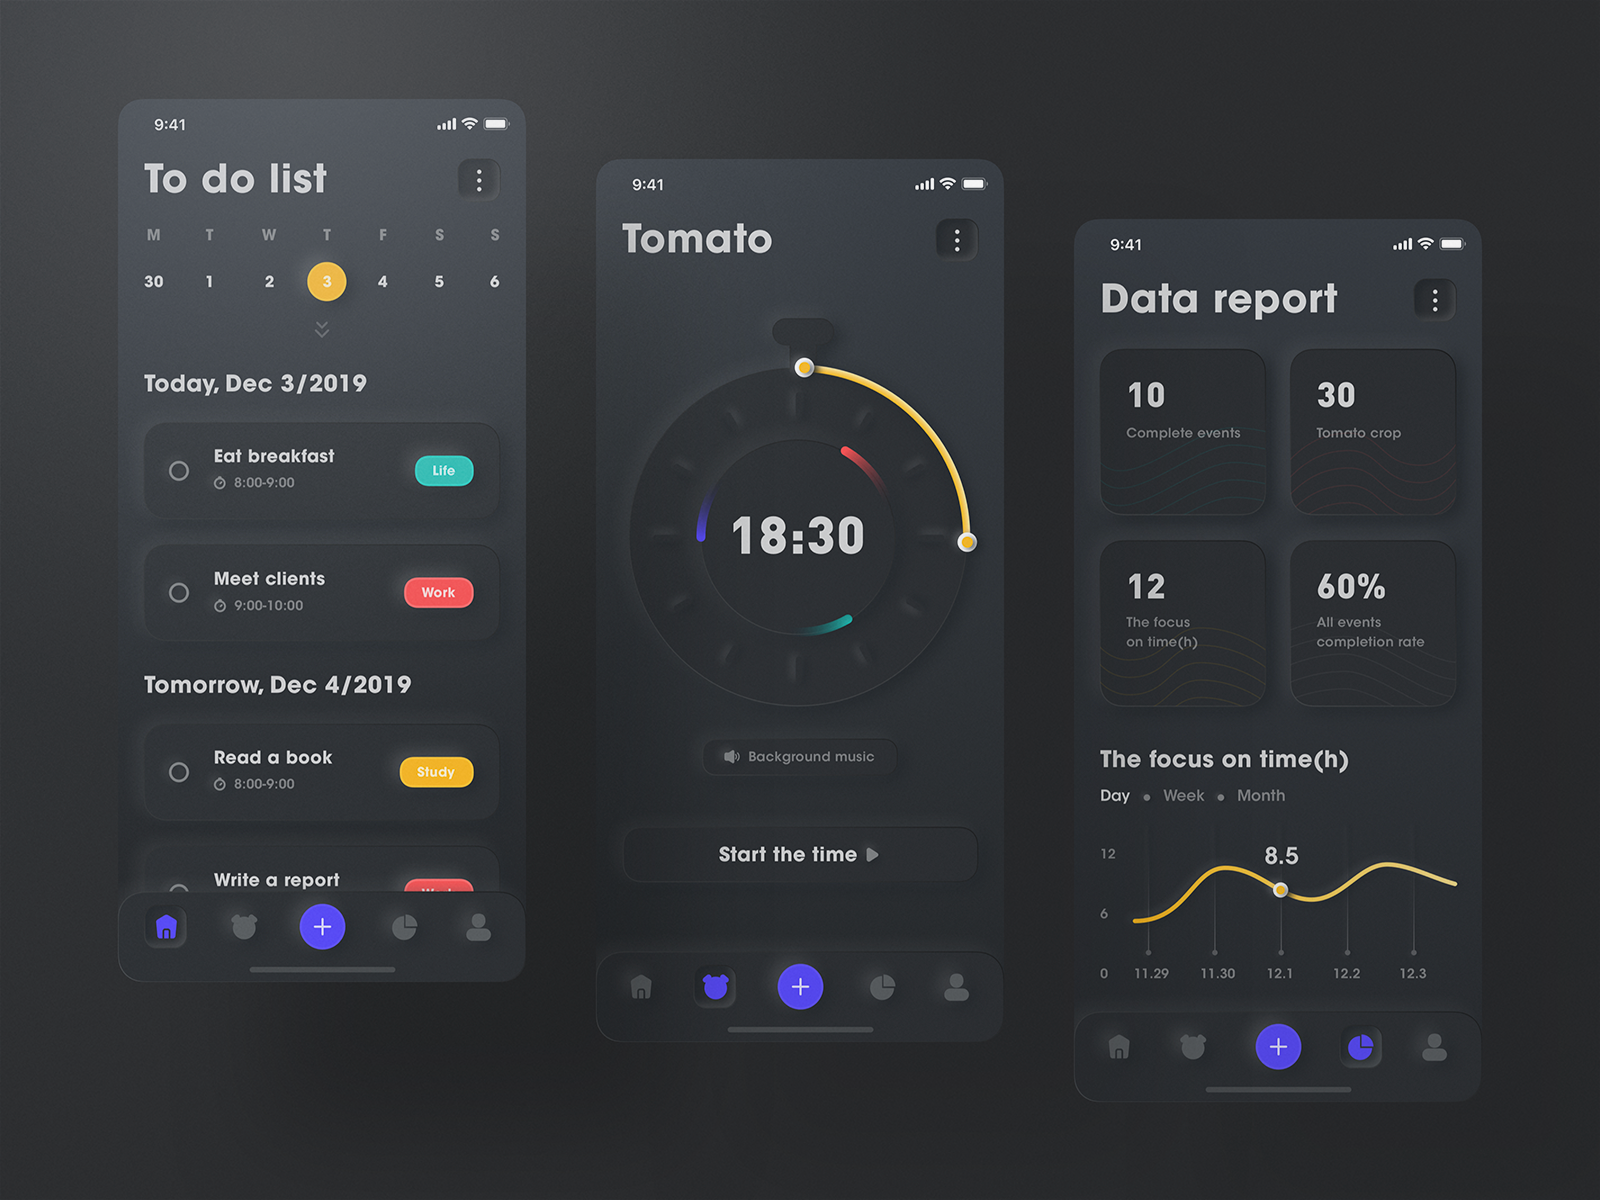 9:41
To do list
M T W T F S S
30 1 2 3 4 5 6
Today, Dec 3/2019
Eat breakfast
8:00-9:00
Life
Meet clients
9:00-10:00
Work
Tomorrow, Dec 4/2019
Read a book
8:00-9:00
Study
Write a report
9:41
Tomato
18:30
Background music
Start the time
9:41
Data report
10
Complete events
30
Tomato crop
12
The focus
on time(h)
60%
All events
completion rate
The focus on time(h)
Day • Week • Month
12
8.5
6
0 11.29 11.30 12.1 12.2 12.3